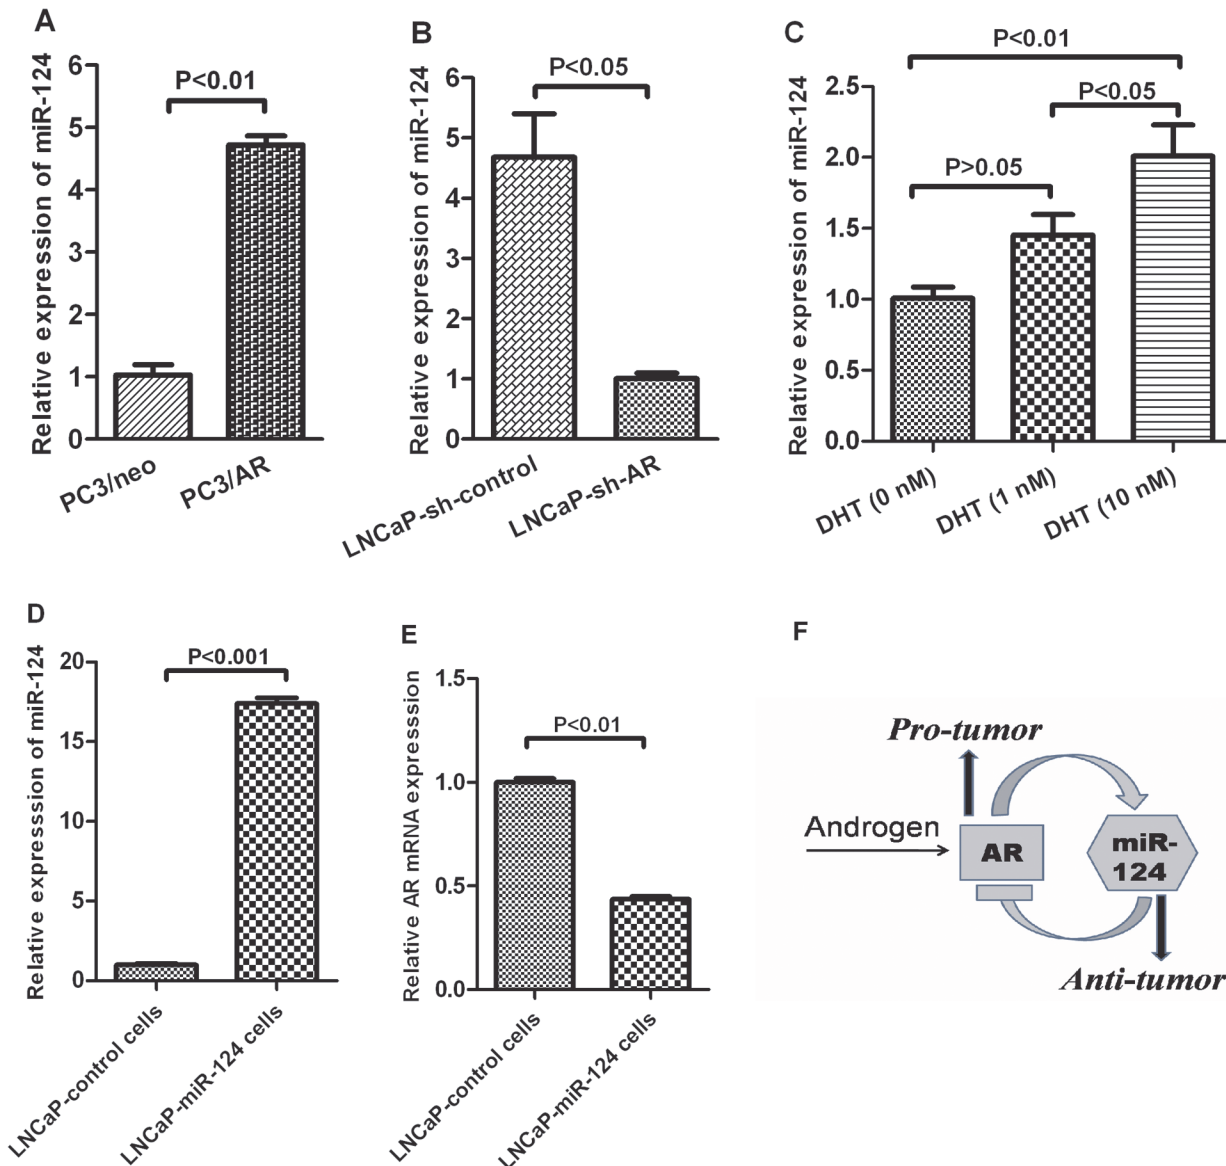 A
Relative expression of miR-124
6
5
4
3
2
1
0
P<0.01
PC3/neo
PC3/AR
B
Relative expression of miR-124
6
5
4
3
2
1
0
P<0.05
LNCaP-sh-control
LNCaP-sh-AR
C
Relative expression of miR-124
2.5
2.0
1.5
1.0
0.5
0.0
P<0.01
P<0.05
P>0.05
DHT (0 nM)
DHT (1 nM)
DHT (10 nM)
D
Relative expresssion of miR-124
20
15
10
5
0
P<0.001
LNCaP-control cells
LNCaP-miR-124 cells
E
Relative AR mRNA expresssion
1.5
1.0
0.5
0.0
P<0.01
LNCaP-control cells
LNCaP-miR-124 cells
F
Pro-tumor
Androgen
AR
miR-
124
Anti-tumor